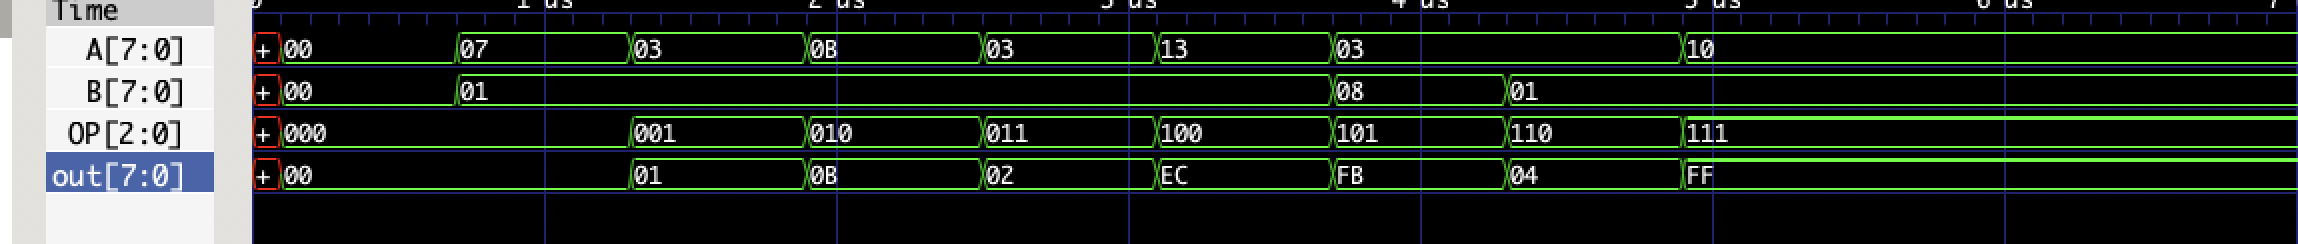 Time 1 us 2 us 3 us 4 us 5 us 6 us 7
A[7:0] + 00 07 03 0B 03 13 03 10
B[7:0] + 00 01 08 01
OP[2:0] + 000 001 010 011 100 101 110 111
out[7:0] + 00 01 0B 02 EC FB 04 FF